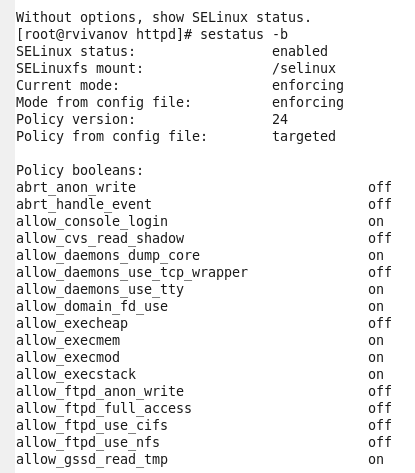 Without options, show SELinux status.
[root@rvivanov httpd]# sestatus -b
SELinux status:                 enabled
SELinuxfs mount:                /selinux
Current mode:                   enforcing
Mode from config file:          enforcing
Policy version:                 24
Policy from config file:        targeted

Policy booleans:
abrt_anon_write                             off
abrt_handle_event                           off
allow_console_login                         on
allow_cvs_read_shadow                       off
allow_daemons_dump_core                     on
allow_daemons_use_tcp_wrapper               off
allow_daemons_use_tty                       on
allow_domain_fd_use                         on
allow_execheap                              off
allow_execmem                               on
allow_execmod                               on
allow_execstack                             on
allow_ftpd_anon_write                       off
allow_ftpd_full_access                      off
allow_ftpd_use_cifs                         off
allow_ftpd_use_nfs                          off
allow_gssd_read_tmp                         on